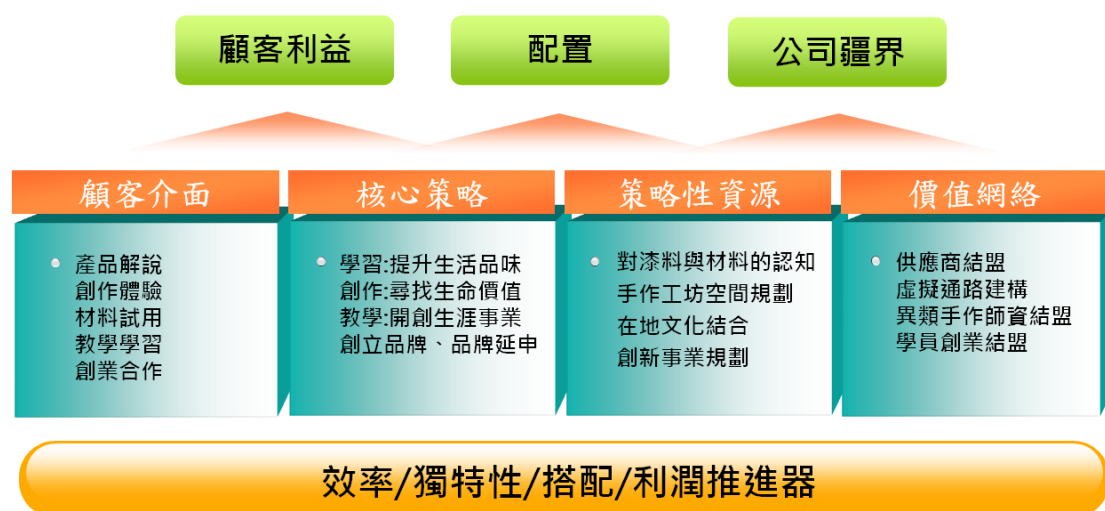 顧客利益
配置
公司疆界
顧客介面
產品解說
創作體驗
材料試用
教學學習
創業合作
核心策略
學習:提升生活品味
創作:尋找生命價值
教學:開創生涯事業
創立品牌、品牌延申
策略性資源
對漆料與材料的認知
手作工坊空間規劃
在地文化結合
創新事業規劃
價值網絡
供應商結盟
虛擬通路建構
異類手作師資結盟
學員創業結盟
效率/獨特性/搭配/利潤推進器